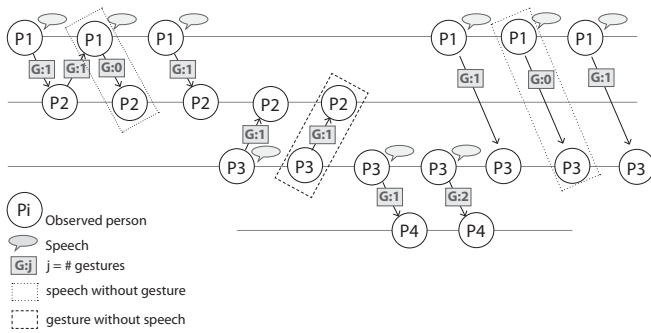 P1 P1 P1 P1 P1 P1
G:1 G:1 G:0 G:1 G:1 G:0 G:1
P2 P2 P2 P2 P2
G:1 G:1
P3 P3 P3 P3 P3 P3 P3
G:1 G:2
P4 P4
Pi Observed person
Speech
G:j j = # gestures
speech without gesture
gesture without speech